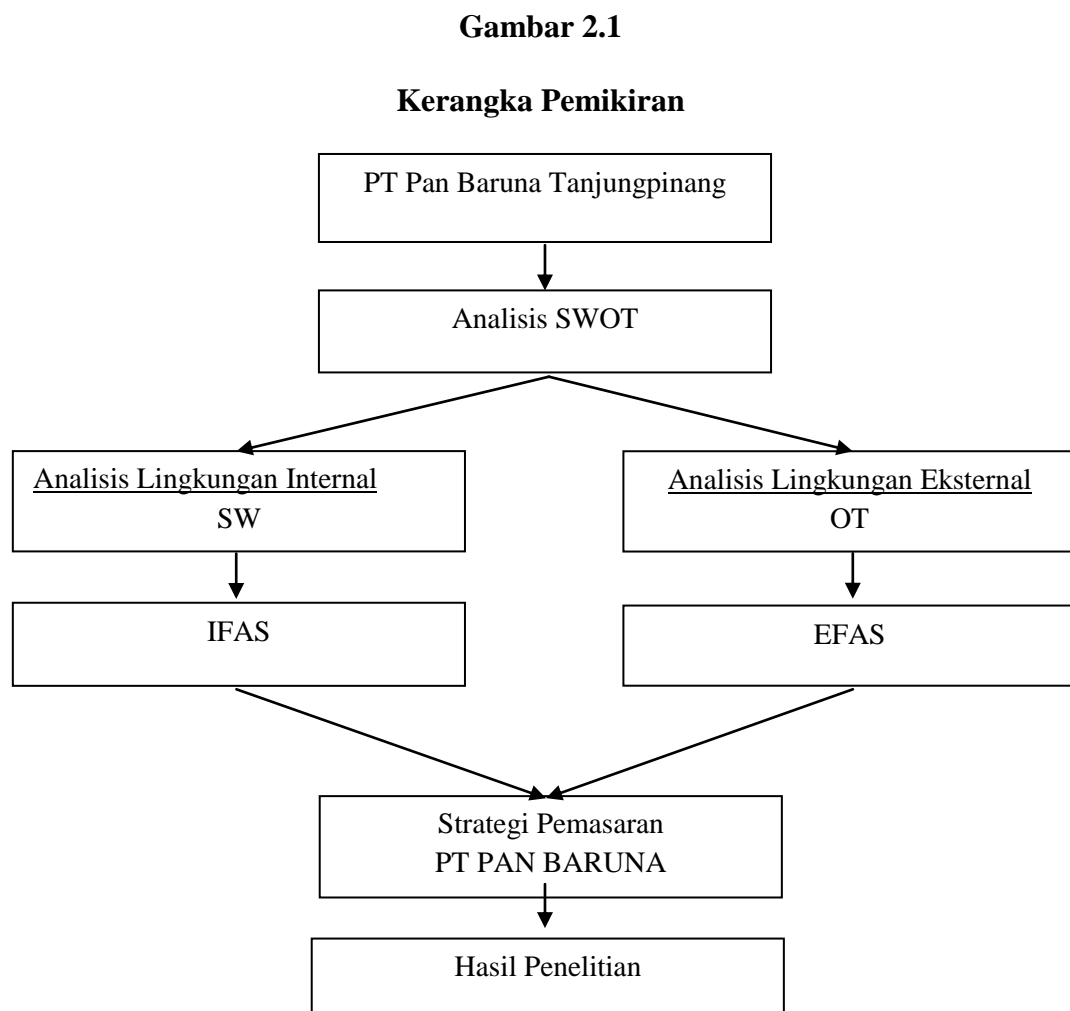 Gambar 2.1
Kerangka Pemikiran
PT Pan Baruna Tanjungpinang
Analisis SWOT
Analisis Lingkungan Internal
SW
Analisis Lingkungan Eksternal
OT
IFAS
EFAS
Strategi Pemasaran
PT PAN BARUNA
Hasil Penelitian